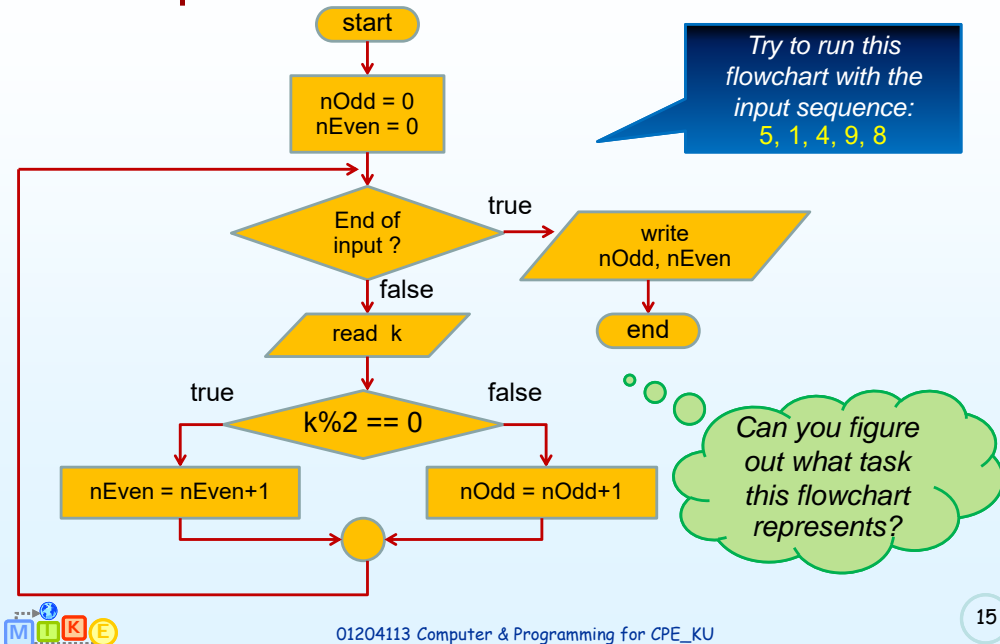 start
nOdd = 0
nEven = 0
Try to run this
flowchart with the
input sequence:
5, 1, 4, 9, 8
End of
input ?
true
write
nOdd, nEven
false
read k
end
true
false
k%2 == 0
nEven = nEven+1
nOdd = nOdd+1
Can you figure
out what task
this flowchart
represents?
MIKE
01204113 Computer & Programming for CPE_KU
15